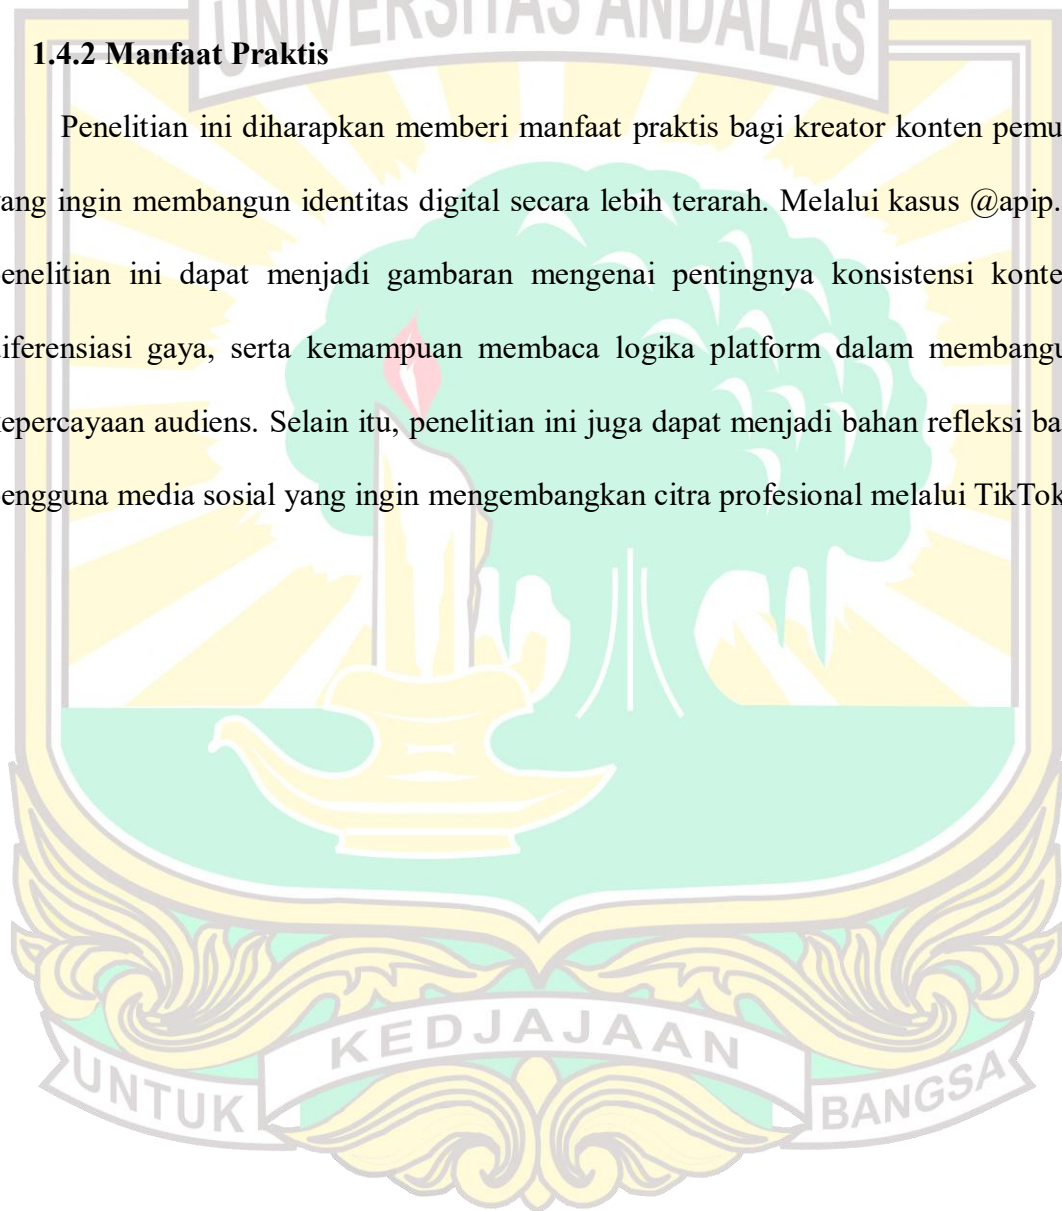 UNIVERSITAS ANDALAS
1.4.2 Manfaat Praktis
Penelitian ini diharapkan memberi manfaat praktis bagi kreator konten pemu
ang ingin membangun identitas digital secara lebih terarah. Melalui kasus @apip.
enelitian ini dapat menjadi gambaran mengenai pentingnya konsistensi konte
iferensiasi gaya, serta kemampuan membaca logika platform dalam membangu
epercayaan audiens. Selain itu, penelitian ini juga dapat menjadi bahan refleksi ba
engguna media sosial yang ingin mengembangkan citra profesional melalui TikTok
UNTUK KEDJAJAAN BANGSA